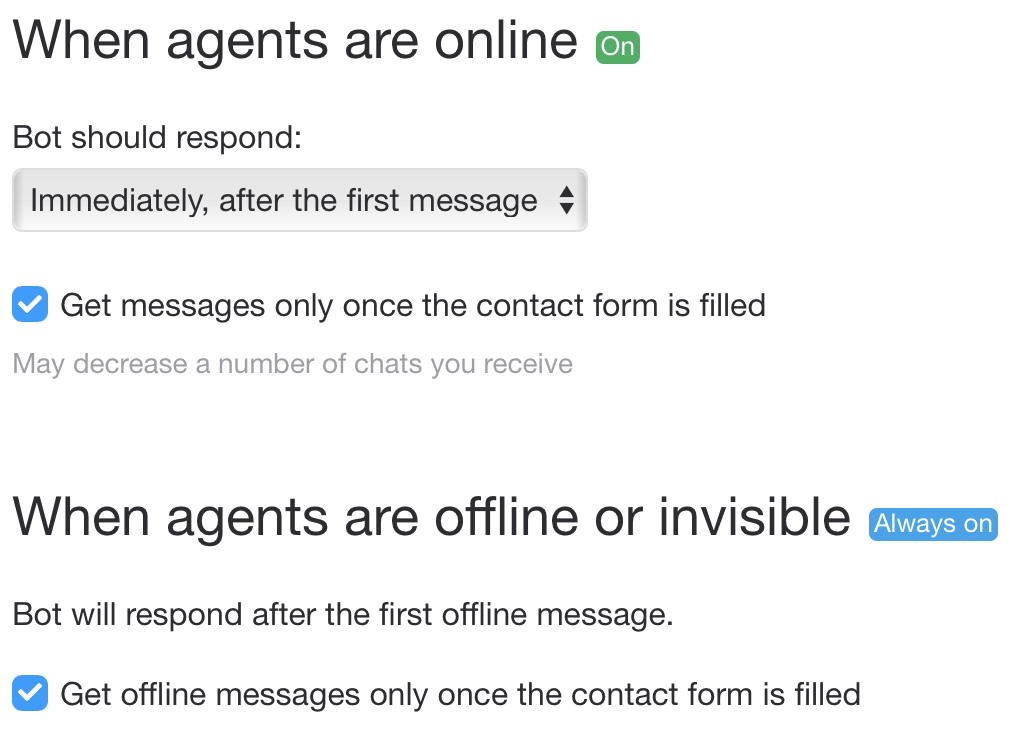 When agents are online On
Bot should respond:
Immediately, after the first message
Get messages only once the contact form is filled
May decrease a number of chats you receive
When agents are offline or invisible Always on
Bot will respond after the first offline message.
Get offline messages only once the contact form is filled